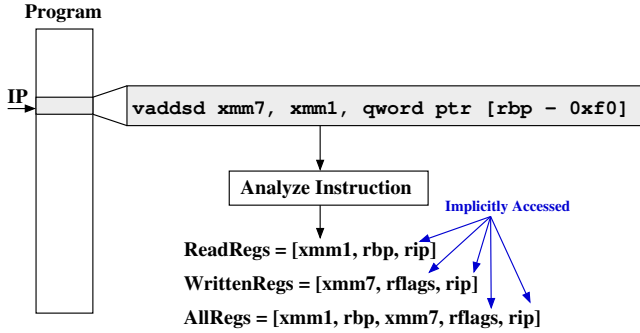 Program
IP
vaddsd xmm7, xmm1, qword ptr [rbp - 0xf0]
Analyze Instruction
Implicitly Accessed
ReadRegs = [xmm1, rbp, rip]
WrittenRegs = [xmm7, rflags, rip]
AllRegs = [xmm1, rbp, xmm7, rflags, rip]